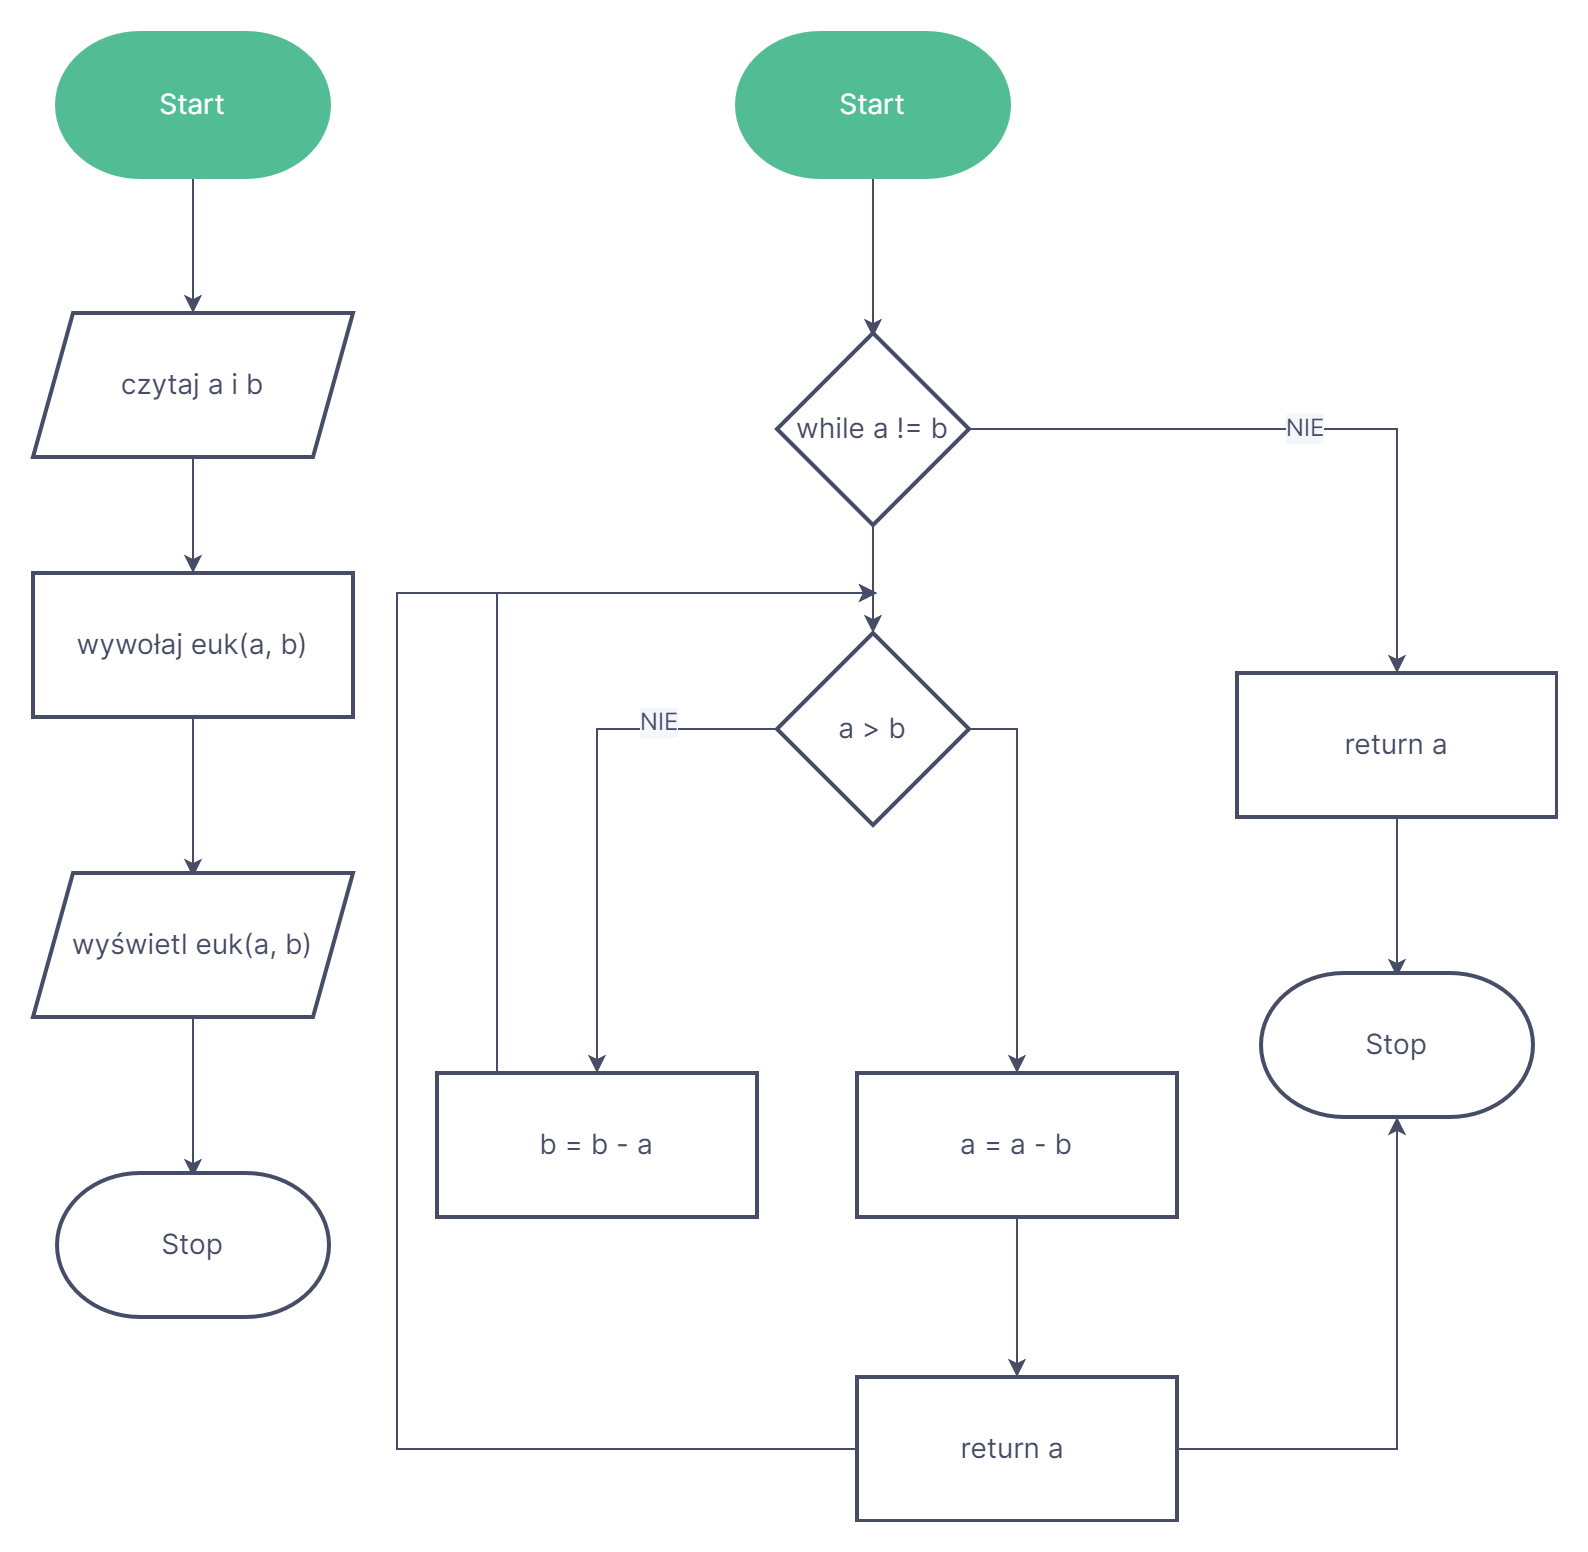 Start
czytaj a i b
wywołaj euk(a, b)
wyświetl euk(a, b)
Stop
Start
while a != b
NIE
a > b
NIE
b = b - a
a = a - b
return a
return a
Stop